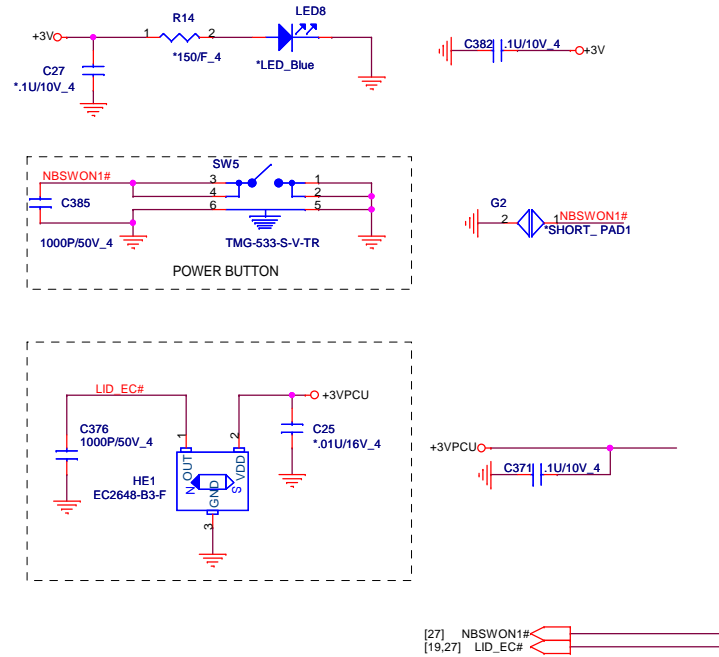 LED8
R14
+3V
1
2
C27
*.1U/10V_4
*150/F_4
*LED_Blue
C382
.1U/10V_4
+3V
SW5
NBSWON1#
3
1
4
2
6
5
C385
1000P/50V_4
TMG-533-S-V-TR
POWER BUTTON
G2
2
1
NBSWON1#
*SHORT_ PAD1
LID_EC#
+3VPCU
C376
1000P/50V_4
1
2
C25
*.01U/16V_4
OUT
VDD
HE1
EC2648-B3-F
N
S
GND
3
+3VPCU
C371
.1U/10V_4
[27] NBSWON1#
[19,27] LID_EC#